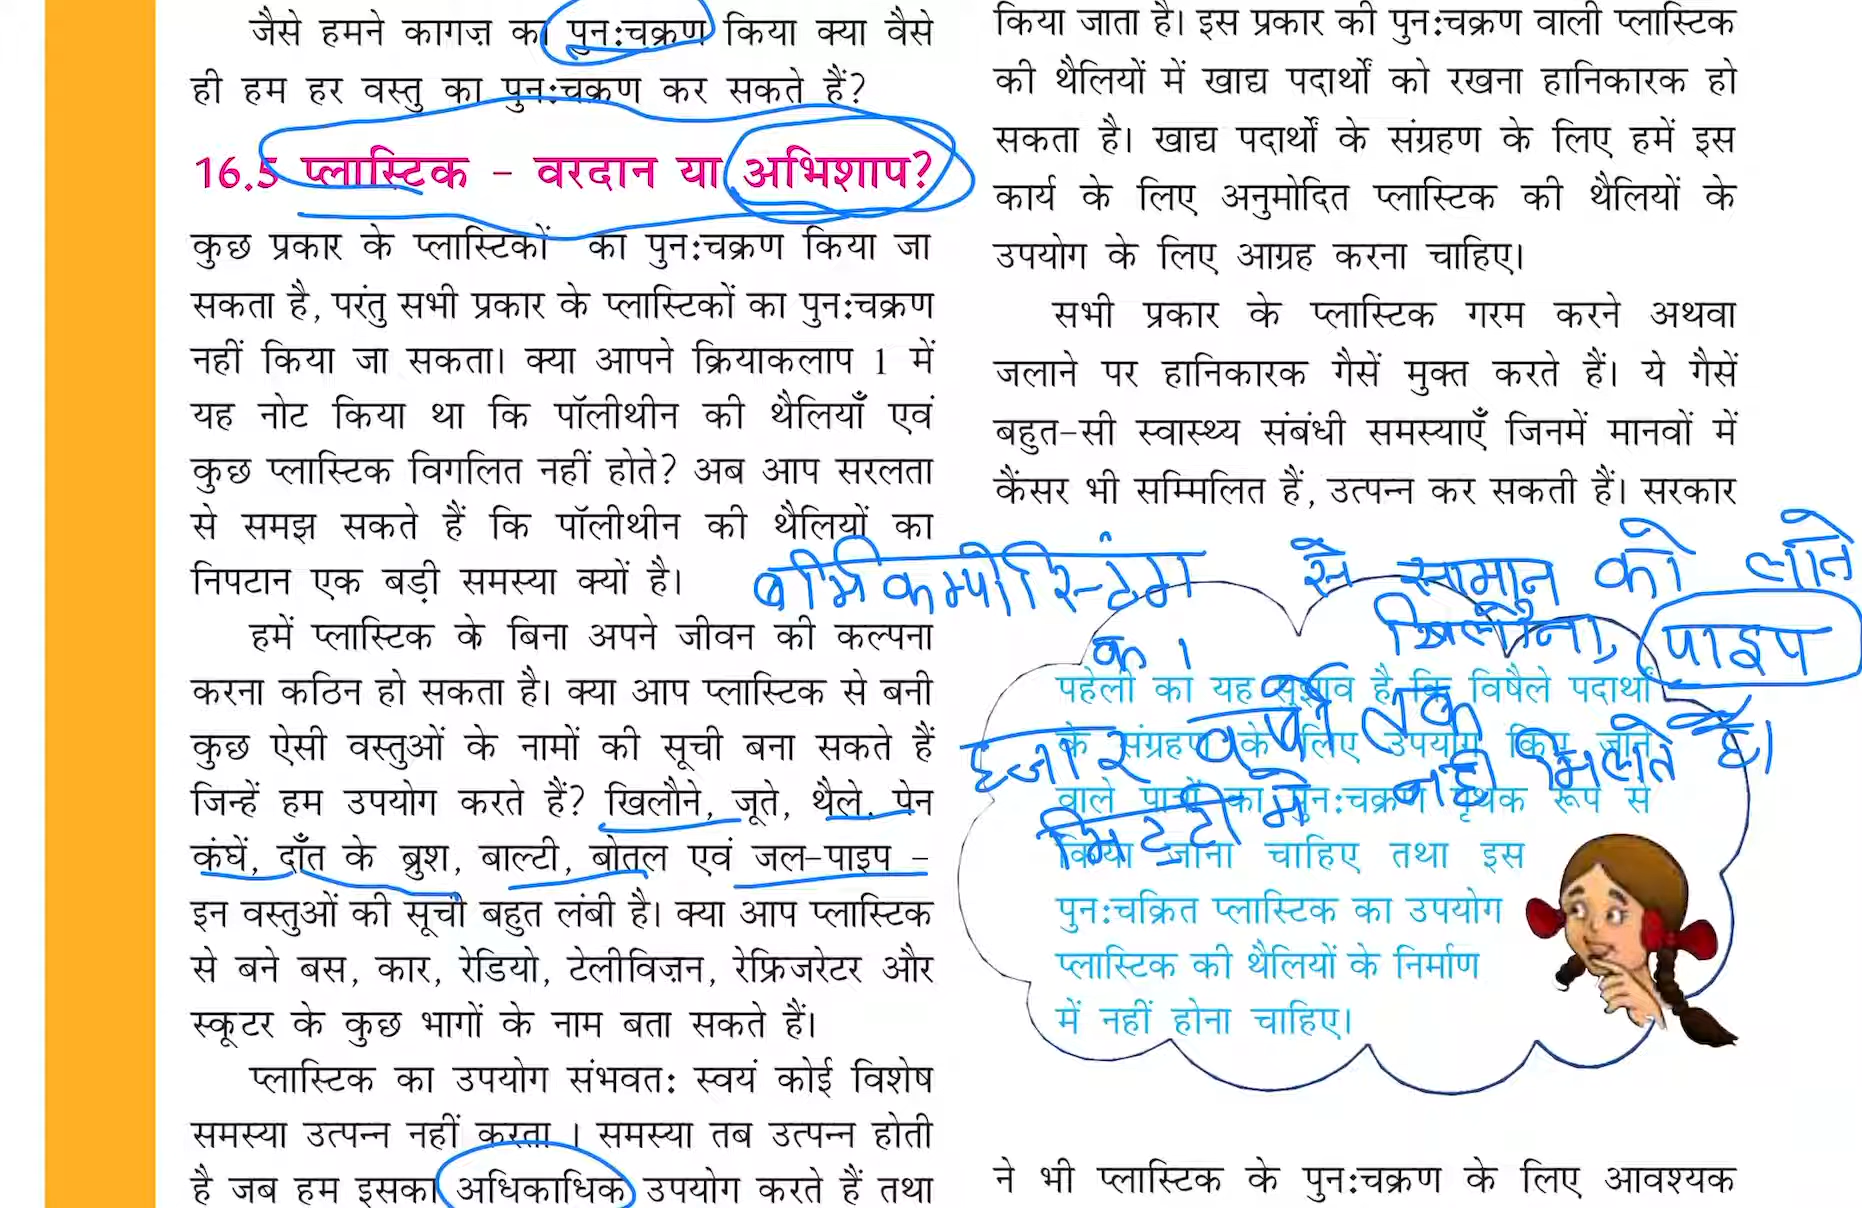 जैसे हमने कागज़ का पुन:चक्रण किया क्या वैसे
ही हम हर वस्तु का पुन:चक्रण कर सकते हैं?
16.5 प्लास्टिक – वरदान या अभिशाप?
कुछ प्रकार के प्लास्टिकों का पुन:चक्रण किया जा
सकता है, परंतु सभी प्रकार के प्लास्टिकों का पुन:चक्रण
नहीं किया जा सकता। क्या आपने क्रियाकलाप 1 में
यह नोट किया था कि पॉलीथीन की थैलियाँ एवं
कुछ प्लास्टिक विगलित नहीं होते? अब आप सरलता
से समझ सकते हैं कि पॉलीथीन की थैलियों का
निपटान एक बड़ी समस्या क्यों है।
हमें प्लास्टिक के बिना अपने जीवन की कल्पना
करना कठिन हो सकता है। क्या आप प्लास्टिक से बनी
कुछ ऐसी वस्तुओं के नामों की सूची बना सकते हैं
जिन्हें हम उपयोग करते हैं? खिलौने, जूते, थैले, पेन
कंघें, दाँत के ब्रुश, बाल्टी, बोतल एवं जल-पाइप –
इन वस्तुओं की सूची बहुत लंबी है। क्या आप प्लास्टिक
से बने बस, कार, रेडियो, टेलीविज़न, रेफ्रिजरेटर और
स्कूटर के कुछ भागों के नाम बता सकते हैं।
प्लास्टिक का उपयोग संभवत: स्वयं कोई विशेष
समस्या उत्पन्न नहीं करता । समस्या तब उत्पन्न होती
है जब हम इसका अधिकाधिक उपयोग करते हैं तथा
किया जाता है। इस प्रकार की पुन:चक्रण वाली प्लास्टिक
की थैलियों में खाद्य पदार्थों को रखना हानिकारक हो
सकता है। खाद्य पदार्थों के संग्रहण के लिए हमें इस
कार्य के लिए अनुमोदित प्लास्टिक की थैलियों के
उपयोग के लिए आग्रह करना चाहिए।
सभी प्रकार के प्लास्टिक गरम करने अथवा
जलाने पर हानिकारक गैसें मुक्त करते हैं। ये गैसें
बहुत-सी स्वास्थ्य संबंधी समस्याएँ जिनमें मानवों में
कैंसर भी सम्मिलित हैं, उत्पन्न कर सकती हैं। सरकार
से सामान को लाने
पाइप
हजार वर्षो तक
मिट्टी में नही मिलते है।
पहेली का यह सुझाव है कि विषैले पदार्थों
के संग्रहण के लिए उपयोग किए जाने
वाले पात्रों का पुन:चक्रण पृथक रूप से
किया जाना चाहिए तथा इस
पुन:चक्रित प्लास्टिक का उपयोग
प्लास्टिक की थैलियों के निर्माण
में नहीं होना चाहिए।
ने भी प्लास्टिक के पुन:चक्रण के लिए आवश्यक